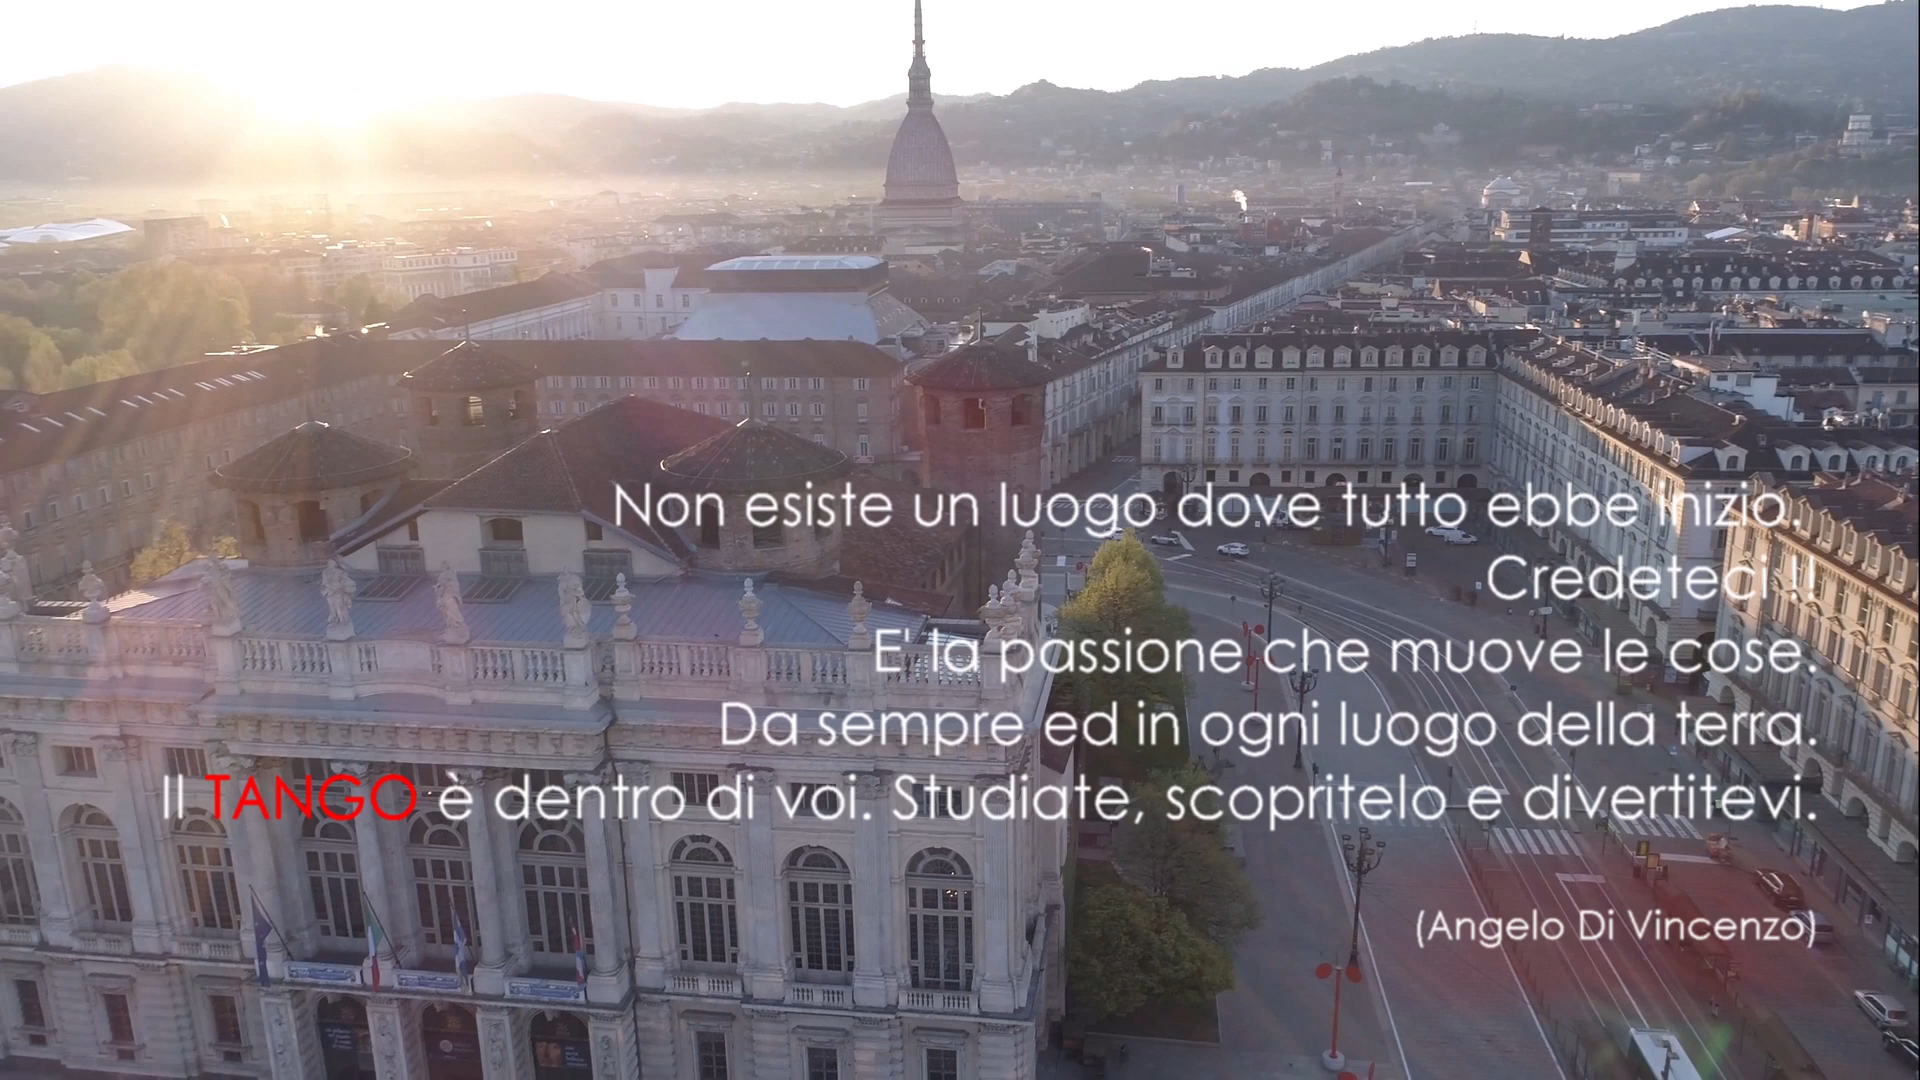 Non esiste un luogo dove tutto ebbe inizio.
Credeteci !!
E' la passione che muove le cose.
Da sempre ed in ogni luogo della terra.
Il TANGO è dentro di voi. Studiate, scopritelo e divertitevi.
(Angelo Di Vincenzo)